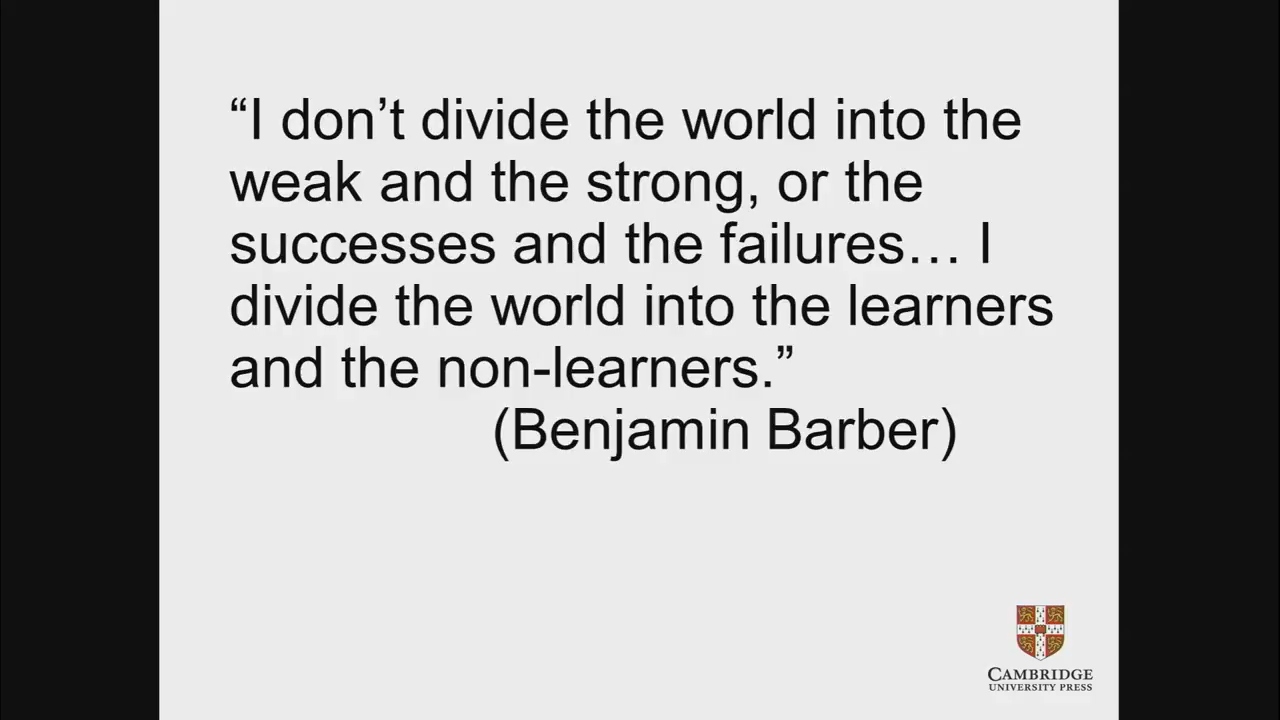 “I don’t divide the world into the
weak and the strong, or the
successes and the failures… I
divide the world into the learners
and the non-learners.”
(Benjamin Barber)
CAMBRIDGE
UNIVERSITY PRESS